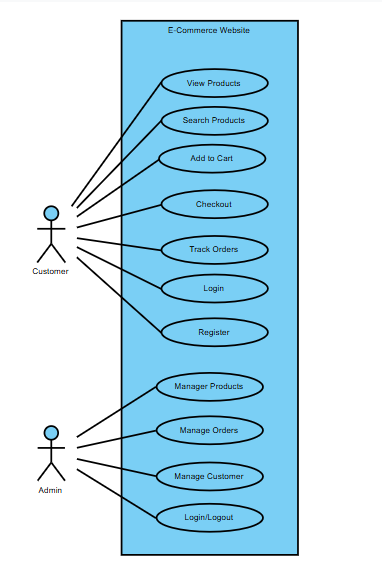 E-Commerce Website
View Products
Search Products
Add to Cart
Checkout
Track Orders
Customer
Login
Register
Manager Products
Manage Orders
Manage Customer
Admin
Login/Logout